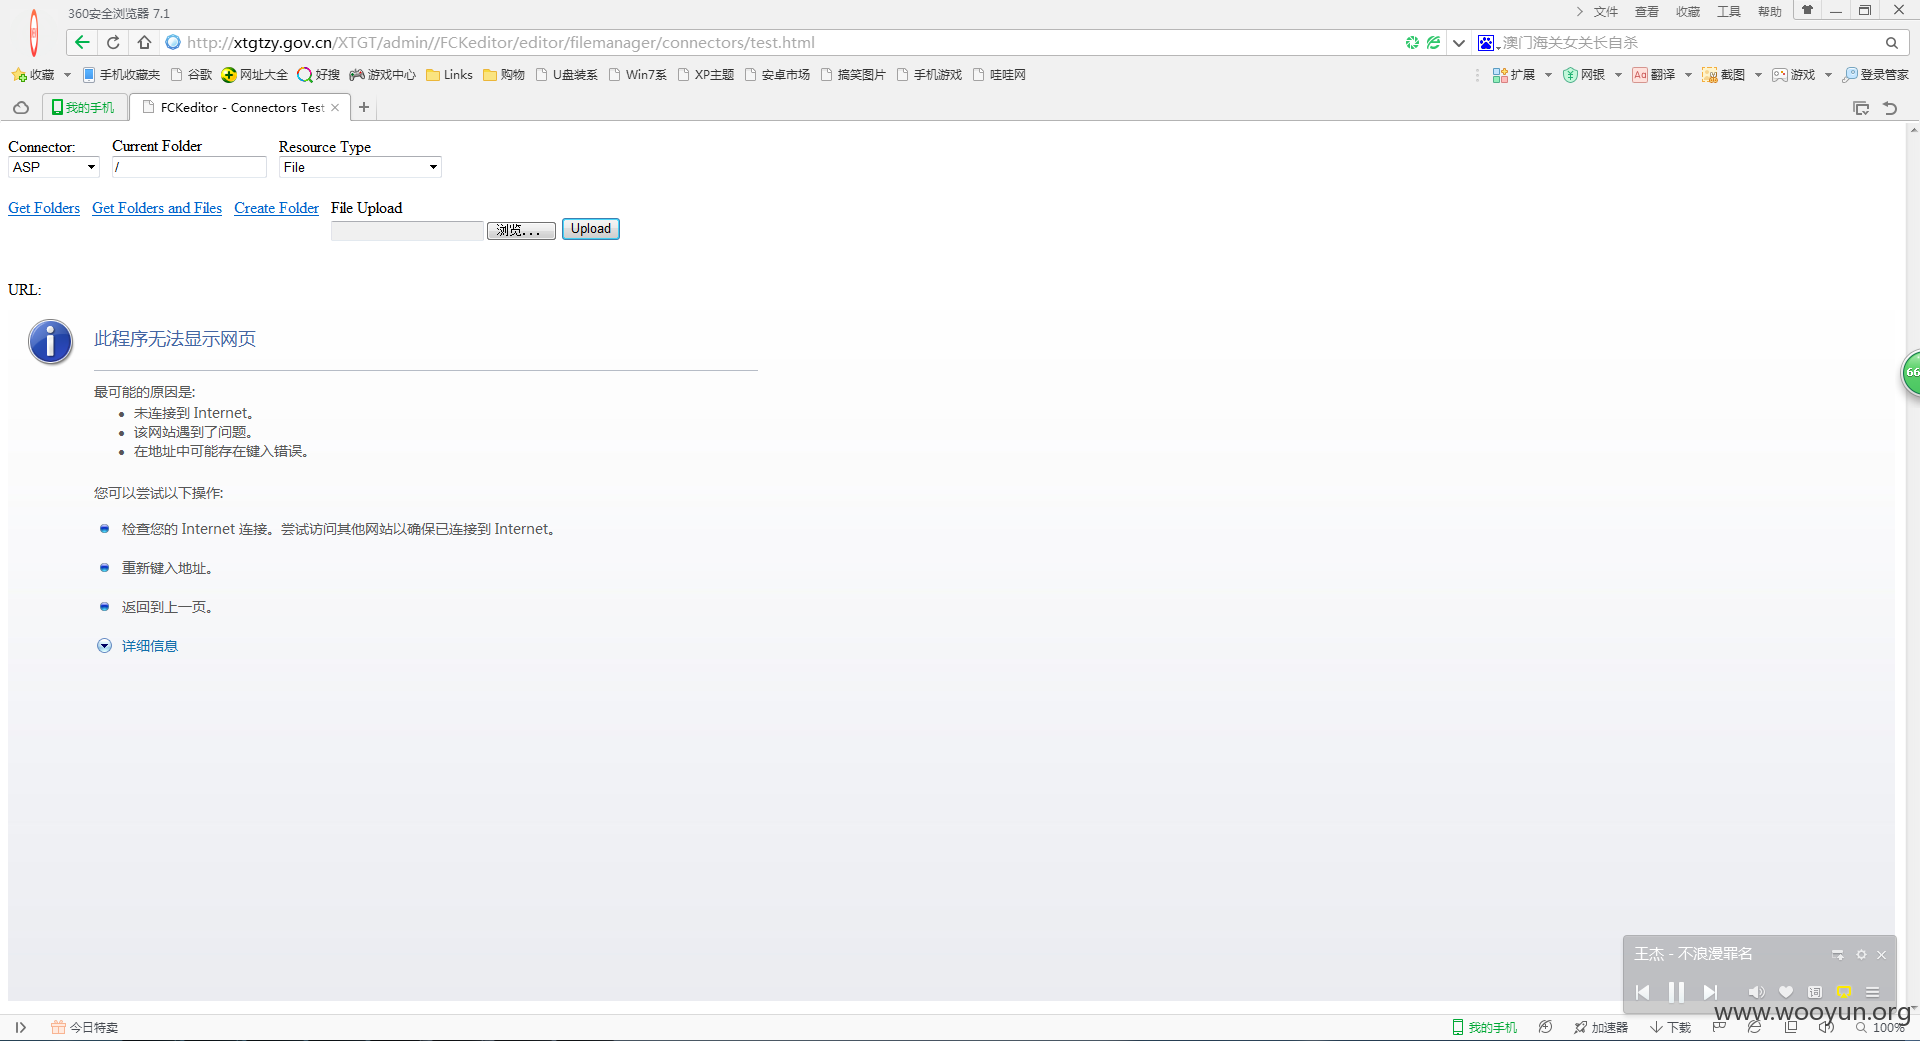 360安全浏览器 7.1
文件 查看 收藏 工具 帮助
http://xtgtzy.gov.cn/XTGT/admin//FCKeditor/editor/filemanager/connectors/test.html
澳门海关女关长自杀
收藏 手机收藏夹 谷歌 网址大全 好搜 游戏中心 Links 购物 U盘装系 Win7系 XP主题 安卓市场 搞笑图片 手机游戏 哇哇网 扩展 网银 翻译 截图 游戏 登录管家
我的手机 FCKeditor - Connectors Test
Connector: Current Folder Resource Type
ASP / File
Get Folders Get Folders and Files Create Folder File Upload
浏览... Upload
URL:
此程序无法显示网页
最可能的原因是:
未连接到 Internet。
该网站遇到了问题。
在地址中可能存在键入错误。
66
您可以尝试以下操作:
检查您的 Internet 连接。尝试访问其他网站以确保已连接到 Internet。
重新键入地址。
返回到上一页。
详细信息
王杰 - 不浪漫罪名
词
www.wooyun.org
今日特卖 我的手机 加速器 下载 100%